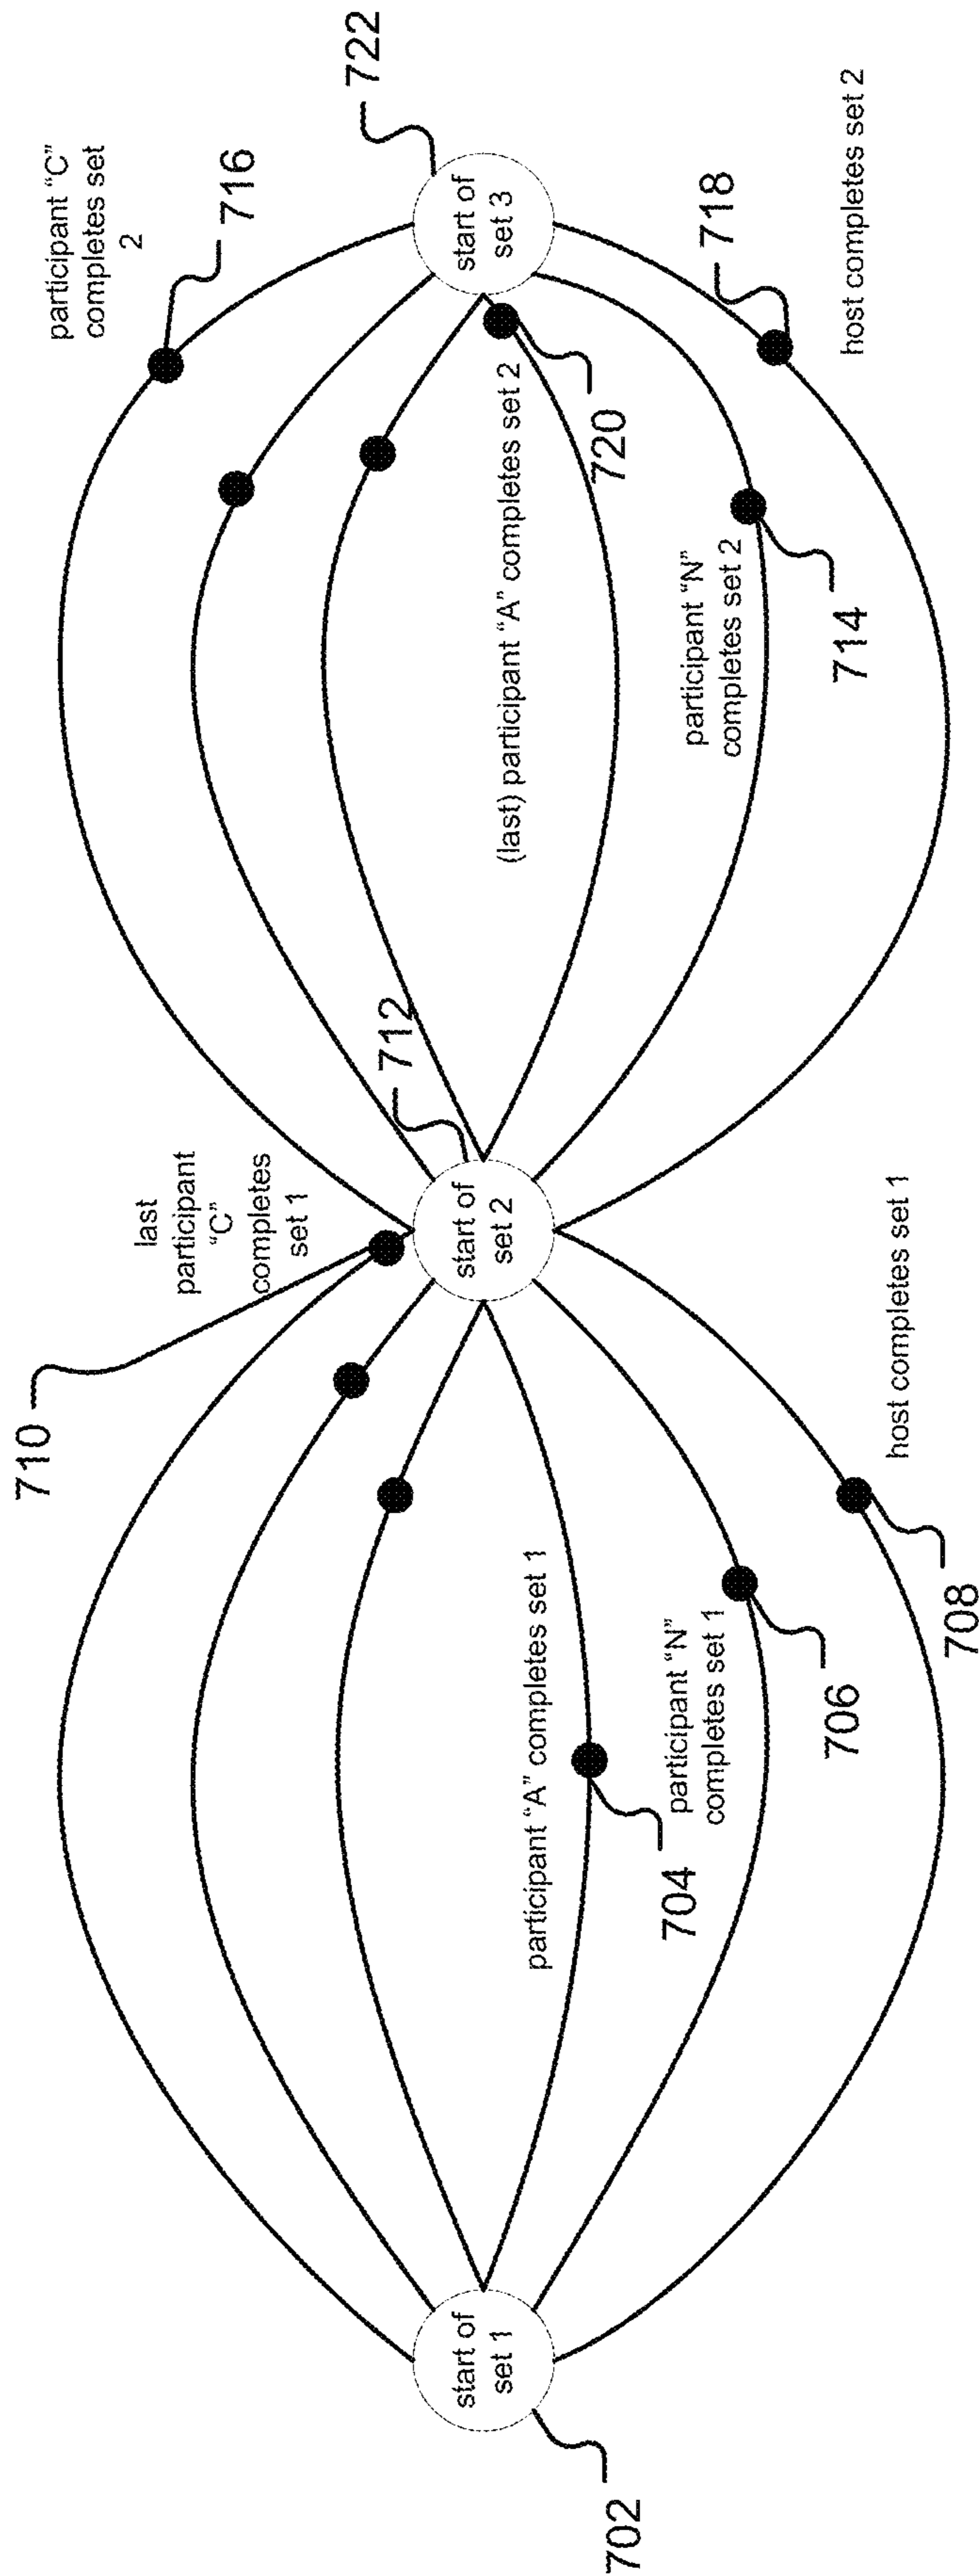 710
last
participant
“C”
completes
set 1
712
participant “C”
completes set
2
716
722
start of
set 1
702
start of
set 2
start of
set 3
participant “A” completes set 1
704
participant “N”
completes set 1
706
708
host completes set 1
(last) participant “A” completes set 2
720
participant “N”
completes set 2
714
718
host completes set 2